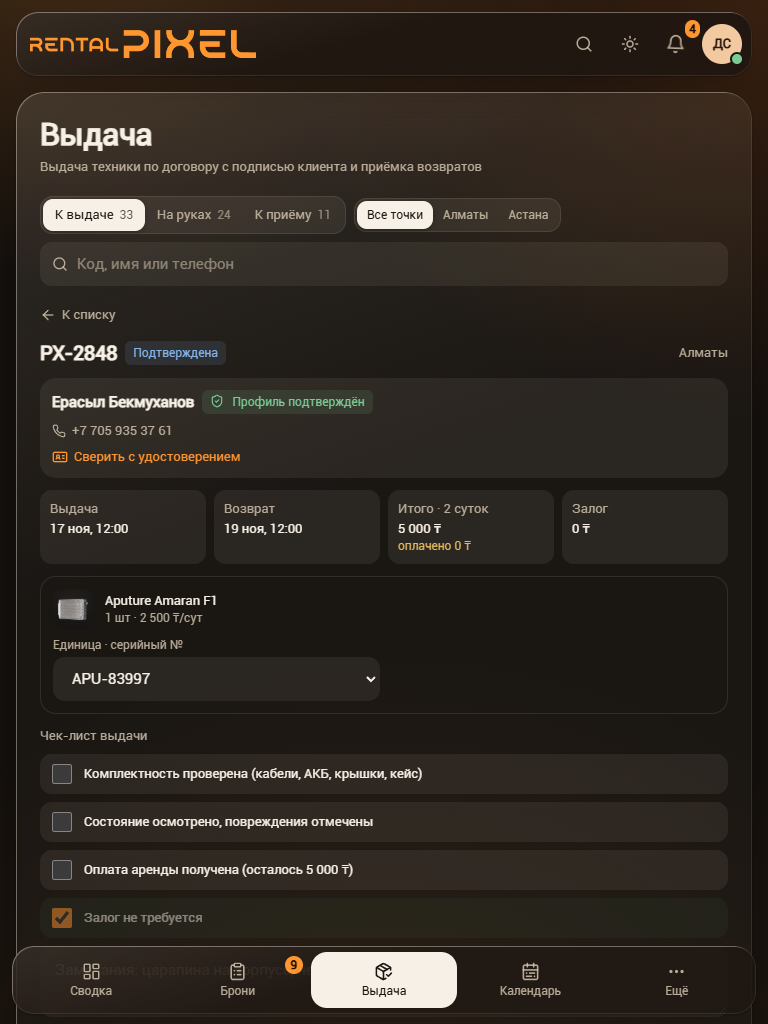 RENTAL PIXEL
4
ДС
Выдача
Выдача техники по договору с подписью клиента и приёмка возвратов
К выдаче 33 На руках 24 К приёму 11 Все точки Алматы Астана
Код, имя или телефон
К списку
PX-2848 Подтверждена Алматы
Ерасыл Бекмуханов Профиль подтверждён
+7 705 935 37 61
Сверить с удостоверением
Выдача Возврат Итого · 2 суток Залог
17 ноя, 12:00 19 ноя, 12:00 5 000 ₸ 0 ₸
оплачено 0 ₸
Aputure Amaran F1
1 шт · 2 500 ₸/сут
Единица · серийный №
APU-83997
Чек-лист выдачи
Комплектность проверена (кабели, АКБ, крышки, кейс)
Состояние осмотрено, повреждения отмечены
Оплата аренды получена (осталось 5 000 ₸)
Залог не требуется
Замечания: царапина на
9
Сводка Брони Выдача Календарь Ещё